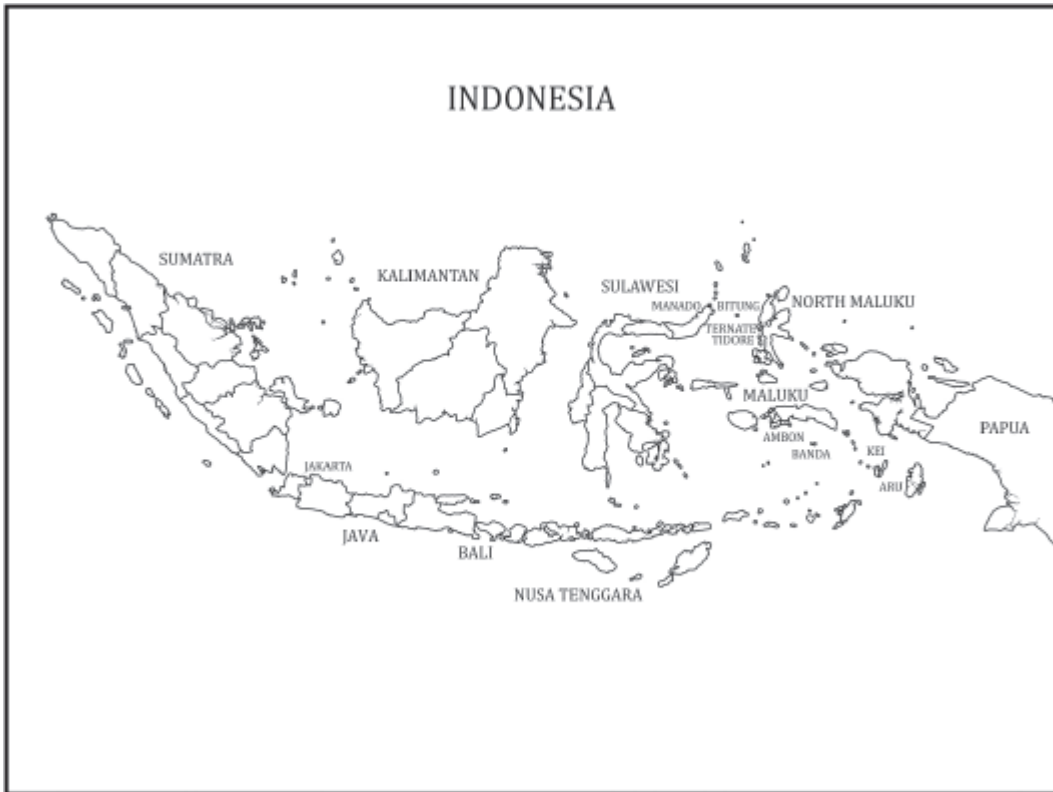 INDONESIA
SUMATRA
KALIMANTAN
SULAWESI
MANADO
BITUNG
NORTH MALUKU
TERNATE
TIDORE
MALUKU
AMBON
BANDA
KEI
PAPUA
ARU
JAKARTA
JAVA
BALI
NUSA TENGGARA